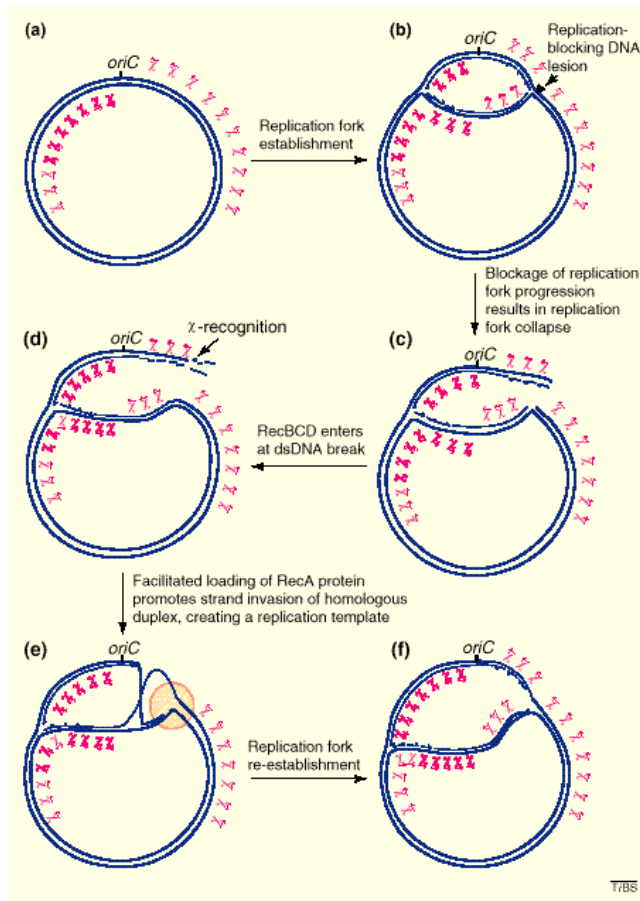 (a)
oriC
Replication fork
establishment
(b)
oriC
Replication-
blocking DNA
lesion
Blockage of replication
fork progression
results in replication
fork collapse
(c)
oriC
RecBCD enters
at dsDNA break
(d)
oriC
χ-recognition
Facilitated loading of RecA protein
promotes strand invasion of homologous
duplex, creating a replication template
(e)
oriC
Replication fork
re-establishment
(f)
oriC
TiBS